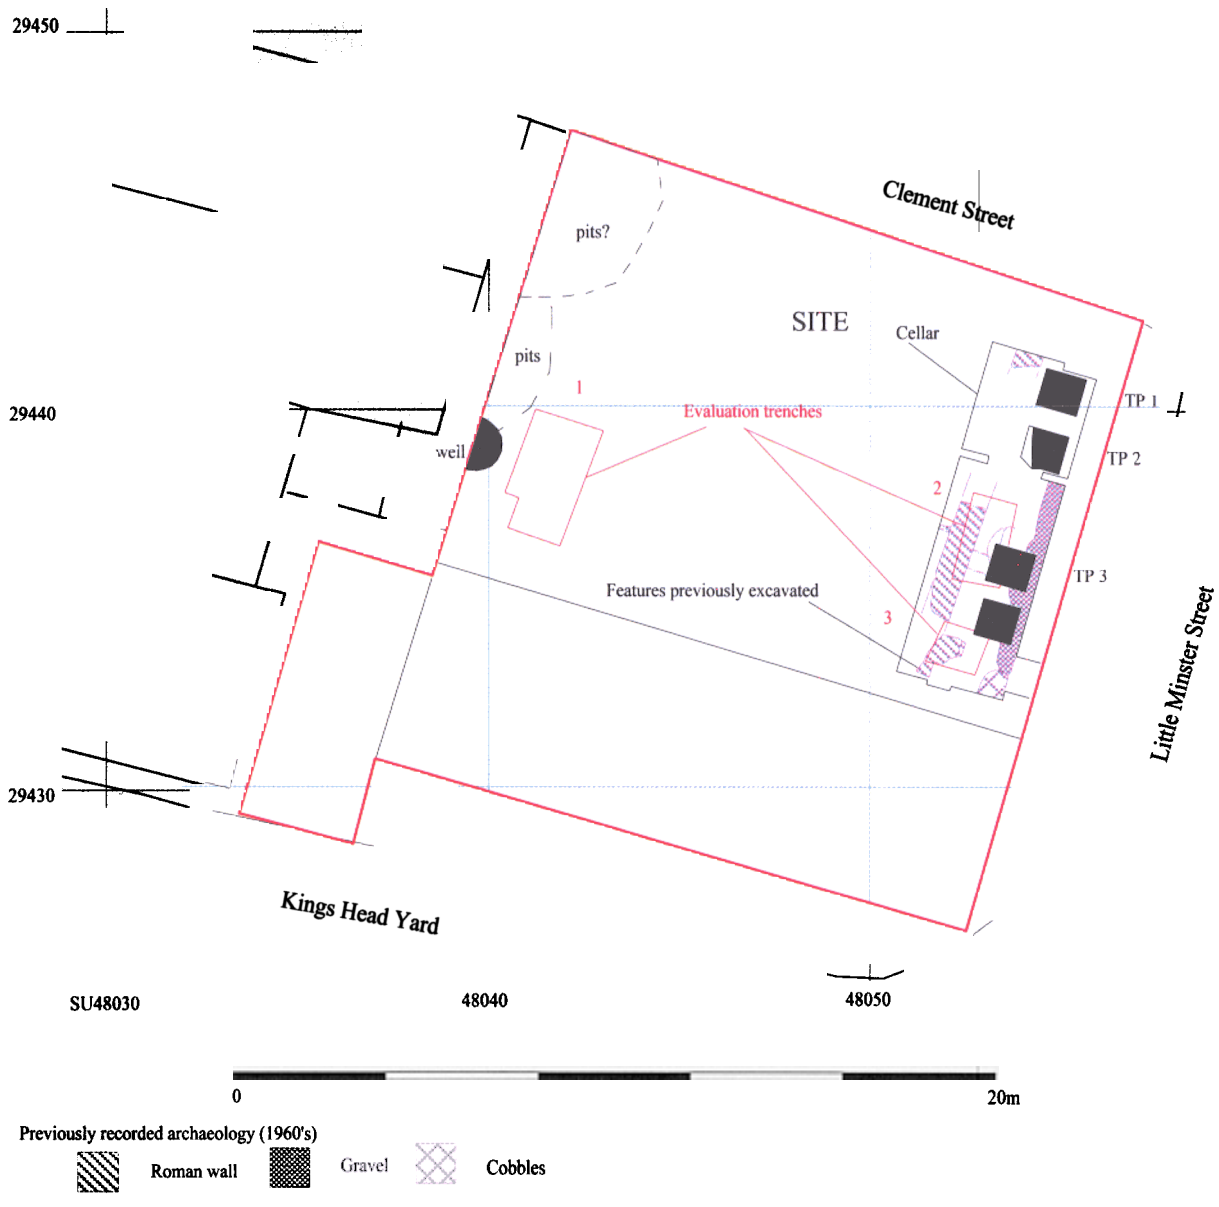 29450
Clement Street
pits?
SITE
Cellar
pits
1
Evaluation trenches
TP 1
29440
well
TP 2
2
TP 3
Features previously excavated
3
Little Minster Street
29430
Kings Head Yard
SU48030
48040
48050
0
20m
Previously recorded archaeology (1960's)
Roman wall
Gravel
Cobbles